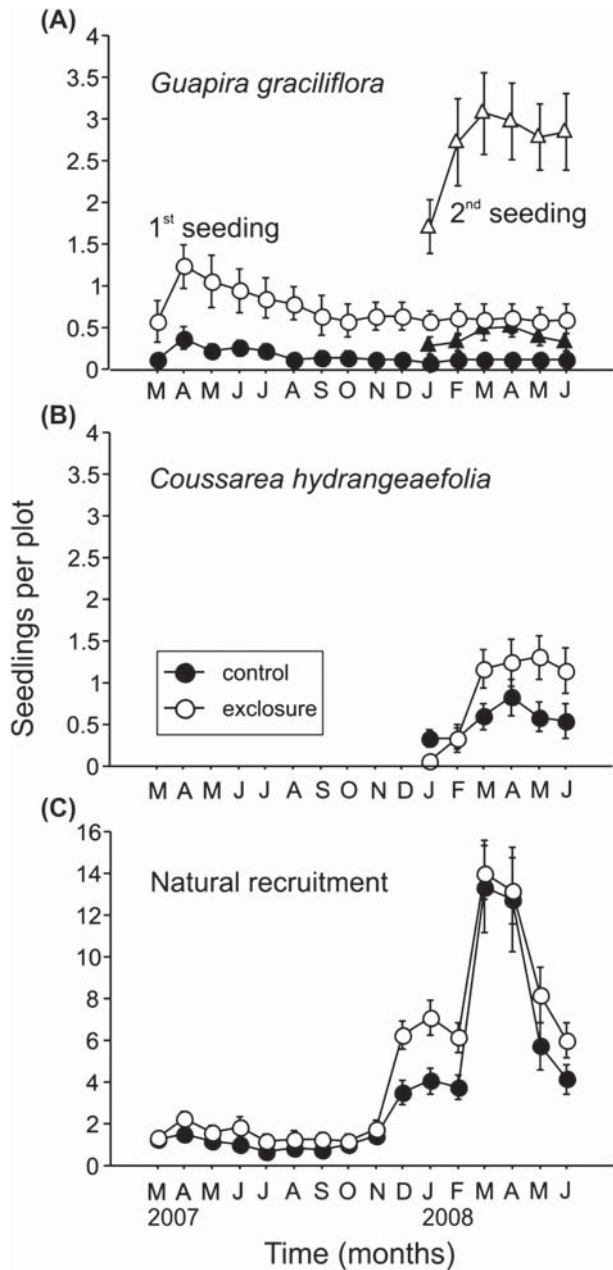 (A)
4
3.5
3
2.5
2
1.5
1
0.5
0
Guapira graciliflora
1st seeding
2nd seeding
M A M J J A S O N D J F M A M J
(B)
4
3.5
3
2.5
2
1.5
1
0.5
0
Coussarea hydrangeaefolia
Seedlings per plot
control
exclosure
M A M J J A S O N D J F M A M J
(C)
16
14
12
10
8
6
4
2
0
Natural recruitment
M A M J J A S O N D J F M A M J
2007 2008
Time (months)